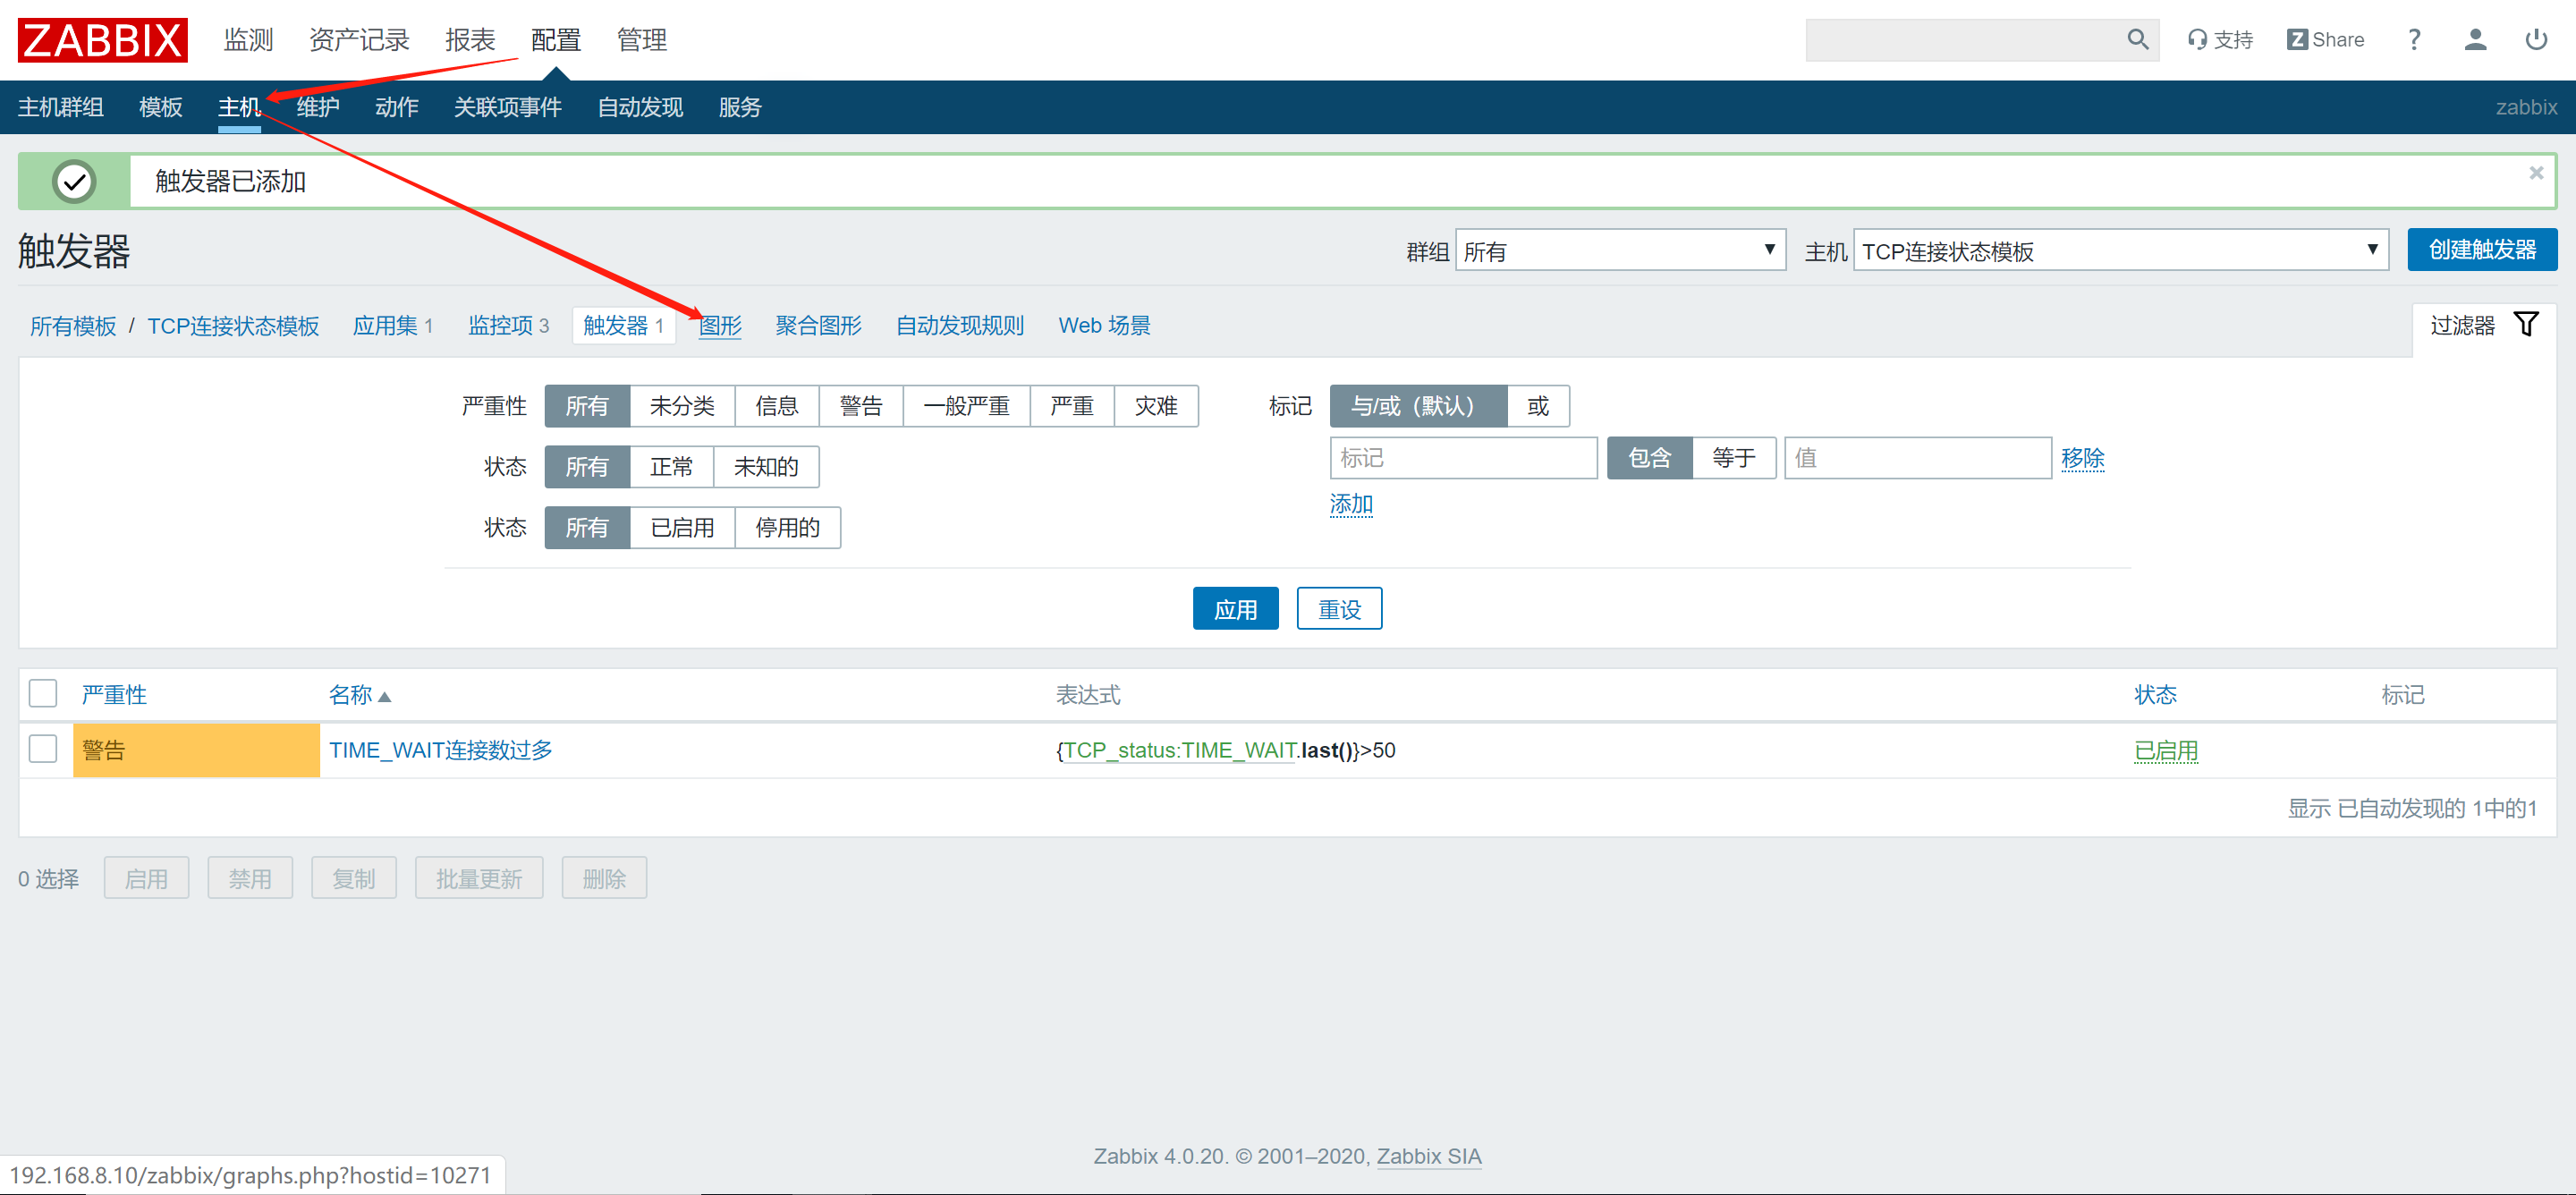 ZABBIX 监测 资产记录 报表 配置 管理 支持 Z Share ?
主机群组 模板 主机 维护 动作 关联项事件 自动发现 服务 zabbix
触发器已添加
触发器 群组 所有 主机 TCP连接状态模板 创建触发器
所有模板 / TCP连接状态模板 应用集 1 监控项 3 触发器 1 图形 聚合图形 自动发现规则 Web 场景 过滤器
严重性 所有 未分类 信息 警告 一般严重 严重 灾难 标记 与/或（默认） 或
标记 包含 等于 值 移除
状态 所有 正常 未知的
添加
状态 所有 已启用 停用的
应用 重设
严重性 名称 表达式 状态 标记
警告 TIME_WAIT连接数过多 {TCP_status:TIME_WAIT.last()}>50 已启用
显示 已自动发现的 1中的1
0 选择 启用 禁用 复制 批量更新 删除
Zabbix 4.0.20. © 2001–2020, Zabbix SIA
192.168.8.10/zabbix/graphs.php?hostid=10271